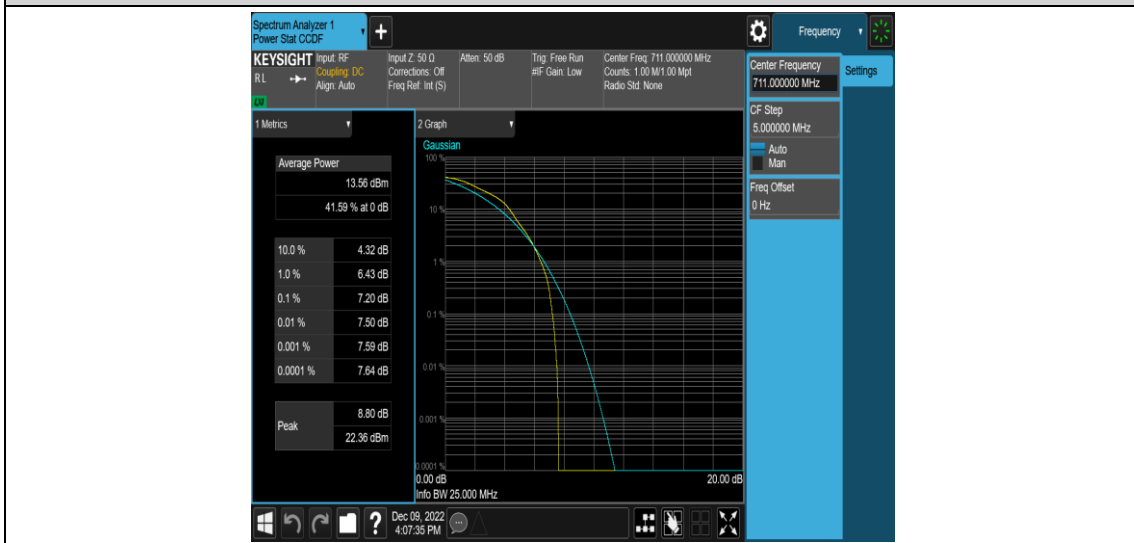 Spectrum Analyzer 1
Power Stat CCDF
+
Frequency
KEYSIGHT
RL
LXI
Input: RF
Coupling: DC
Align: Auto
Input Z: 50 Ω
Corrections: Off
Freq Ref: Int (S)
Atten: 50 dB
Trig: Free Run
#IF Gain: Low
Center Freq: 711.000000 MHz
Counts: 1.00 M/1.00 Mpt
Radio Std: None
Center Frequency
711.000000 MHz
Settings
CF Step
5.000000 MHz
Auto
Man
Freq Offset
0 Hz
1 Metrics
Average Power
13.56 dBm
41.59 % at 0 dB
10.0 % 4.32 dB
1.0 % 6.43 dB
0.1 % 7.20 dB
0.01 % 7.50 dB
0.001 % 7.59 dB
0.0001 % 7.64 dB
Peak
8.80 dB
22.36 dBm
2 Graph
Gaussian
100 %
10 %
1 %
0.1 %
0.01 %
0.001 %
0.0001 %
0.00 dB 20.00 dB
Info BW 25.000 MHz
?
Dec 09, 2022
4:07:35 PM